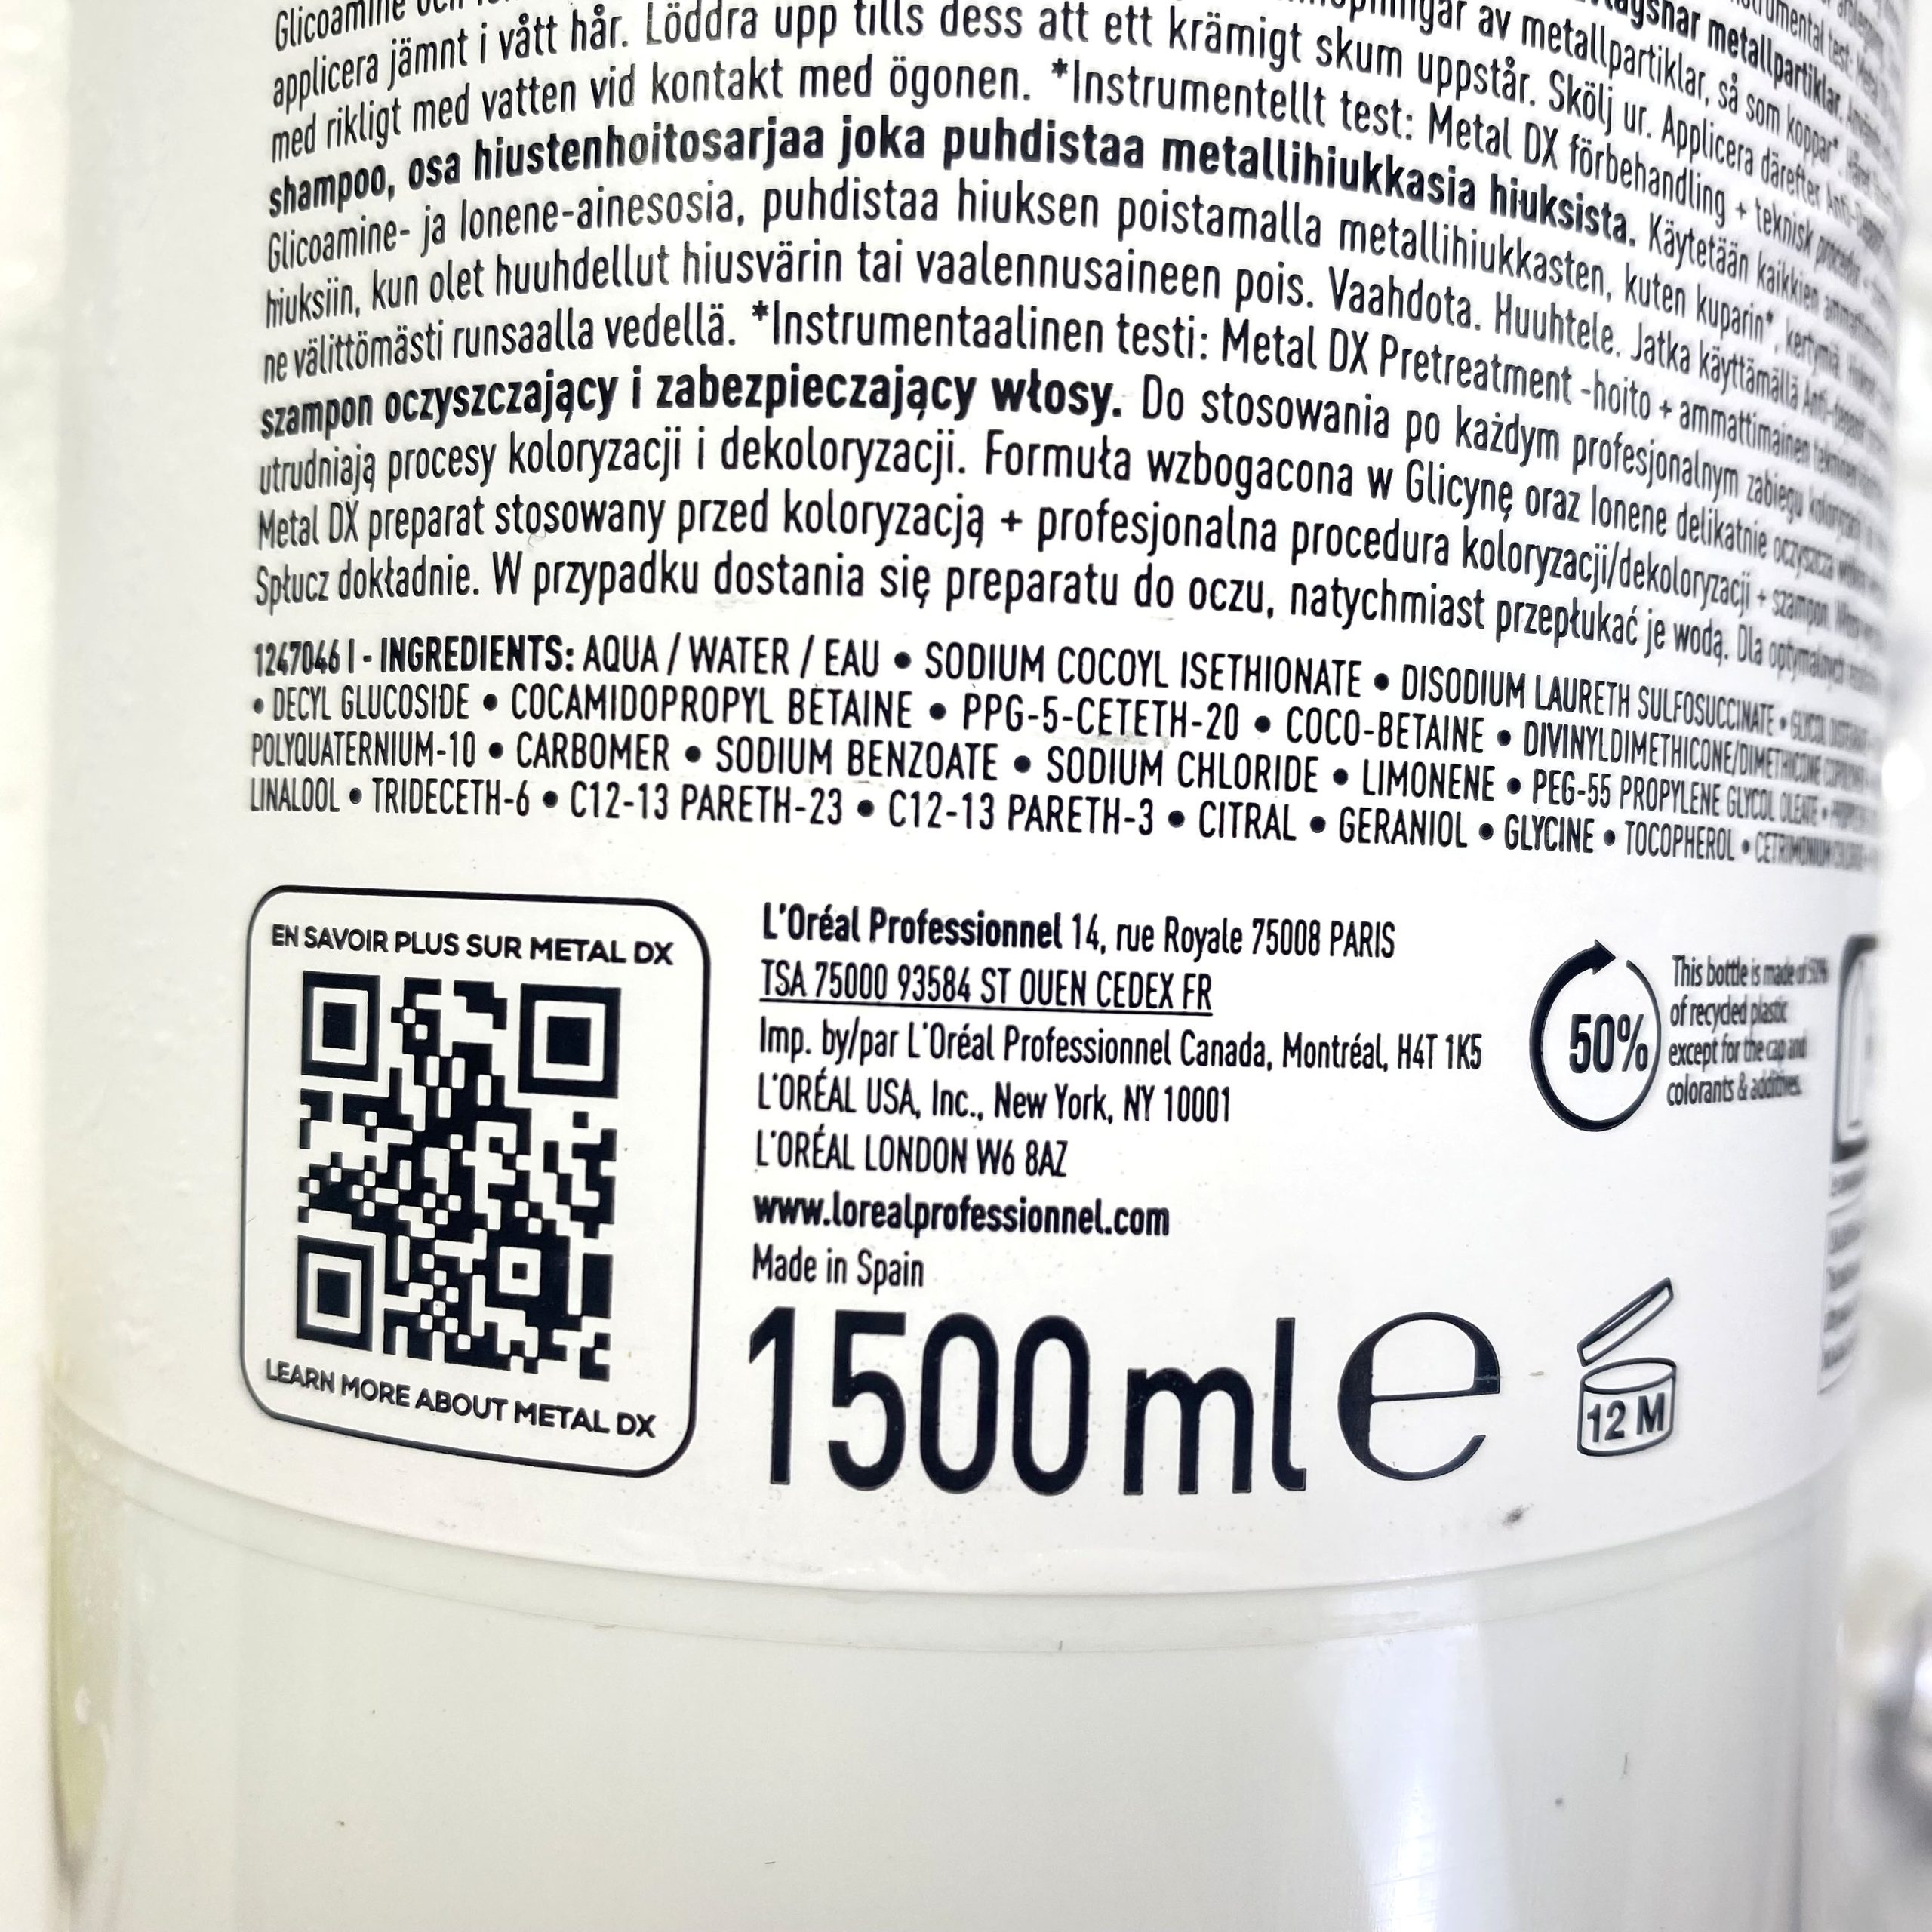 Glicoamine och
applicera jämnt i vått hår. Löddra upp tills dess att ett krämigt skum uppstår. Skölj ur. Applicera därefter
med rikligt med vatten vid kontakt med ögonen. *Instrumentellt test: Metal DX förbehandling + teknisk
shampoo, osa hiustenhoitosarjaa joka puhdistaa metallihiukkasia hiuksista. Käytetään kaikkien
Glicoamine- ja Ionene-ainesosia, puhdistaa hiuksen poistamalla metallihiukkasten, kuten kuparin*, kertymiä.
hiuksiin, kun olet huuhdellut hiusvärin tai vaalennusaineen pois. Vaahdota. Huuhtele. Jatka käyttämällä
ne välittömästi runsaalla vedellä. *Instrumentaalinen testi: Metal DX Pretreatment -hoito + ammattimainen
szampon oczyszczający i zabezpieczający włosy. Do stosowania po każdym profesjonalnym zabiegu
utrudniają procesy koloryzacji i dekoloryzacji. Formuła wzbogacona w Glicynę oraz Ionene delikatnie oczyszcza
Metal DX preparat stosowany przed koloryzacją + profesjonalna procedura koloryzacji/dekoloryzacji + szampon.
Spłucz dokładnie. W przypadku dostania się preparatu do oczu, natychmiast przepłukać je wodą. Dla
1247046 I - INGREDIENTS: AQUA / WATER / EAU • SODIUM COCOYL ISETHIONATE • DISODIUM LAURETH SULFOSUCCINATE •
• DECYL GLUCOSIDE • COCAMIDOPROPYL BETAINE • PPG-5-CETETH-20 • COCO-BETAINE • DIVINYLDIMETHICONE/DIMETHICONE
POLYQUATERNIUM-10 • CARBOMER • SODIUM BENZOATE • SODIUM CHLORIDE • LIMONENE • PEG-55 PROPYLENE GLYCOL OLEATE •
LINALOOL • TRIDECETH-6 • C12-13 PARETH-23 • C12-13 PARETH-3 • CITRAL • GERANIOL • GLYCINE • TOCOPHEROL •
EN SAVOIR PLUS SUR METAL DX
LEARN MORE ABOUT METAL DX
L'Oréal Professionnel 14, rue Royale 75008 PARIS
TSA 75000 93584 ST OUEN CEDEX FR
Imp. by/par L'Oréal Professionnel Canada, Montréal, H4T 1K5
L'ORÉAL USA, Inc., New York, NY 10001
L'ORÉAL LONDON W6 8AZ
www.lorealprofessionnel.com
Made in Spain
1500 ml e
50%
This bottle is made of 50%
of recycled plastic
except for the cap and
colorants & additives.
12 M